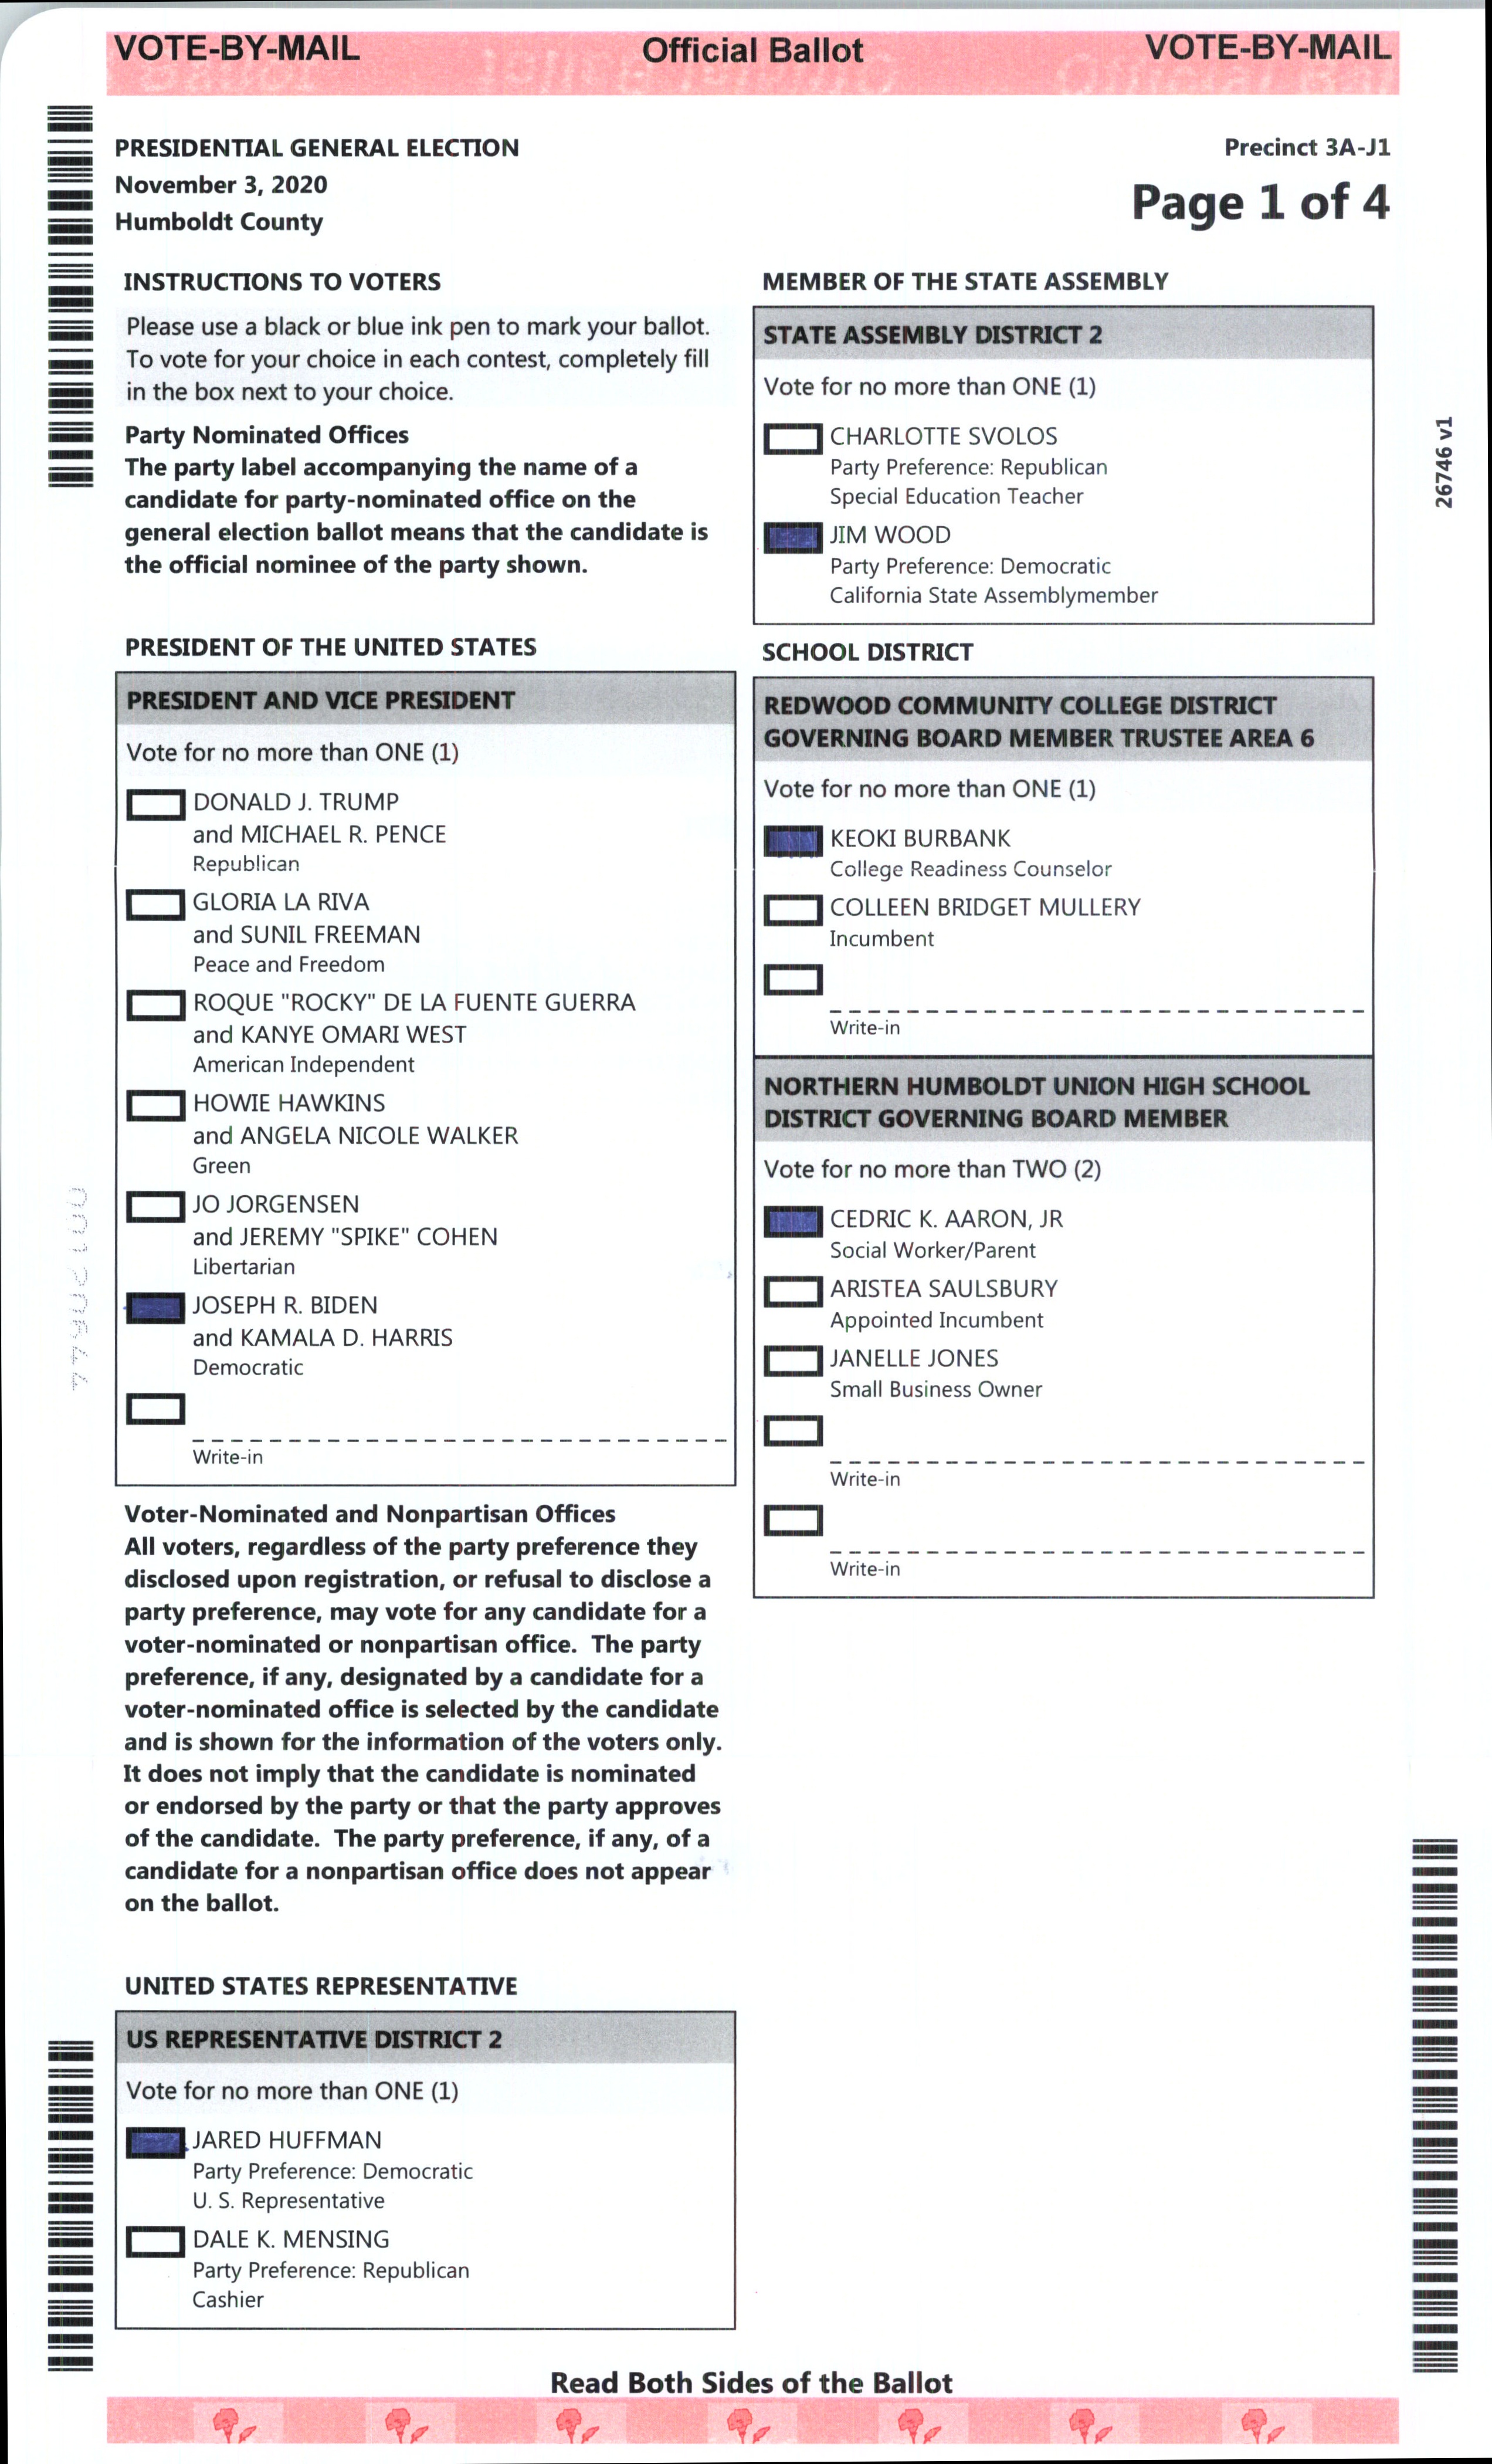 VOTE-BY-MAIL Official Ballot VOTE-BY-MAIL
PRESIDENTIAL GENERAL ELECTION
November 3, 2020
Humboldt County
Precinct 3A-J1
Page 1 of 4
INSTRUCTIONS TO VOTERS
Please use a black or blue ink pen to mark your ballot.
To vote for your choice in each contest, completely fill
in the box next to your choice.
Party Nominated Offices
The party label accompanying the name of a
candidate for party-nominated office on the
general election ballot means that the candidate is
the official nominee of the party shown.
PRESIDENT OF THE UNITED STATES
PRESIDENT AND VICE PRESIDENT
Vote for no more than ONE (1)
DONALD J. TRUMP
and MICHAEL R. PENCE
Republican
GLORIA LA RIVA
and SUNIL FREEMAN
Peace and Freedom
ROQUE "ROCKY" DE LA FUENTE GUERRA
and KANYE OMARI WEST
American Independent
HOWIE HAWKINS
and ANGELA NICOLE WALKER
Green
JO JORGENSEN
and JEREMY "SPIKE" COHEN
Libertarian
JOSEPH R. BIDEN
and KAMALA D. HARRIS
Democratic
Write-in
Voter-Nominated and Nonpartisan Offices
All voters, regardless of the party preference they
disclosed upon registration, or refusal to disclose a
party preference, may vote for any candidate for a
voter-nominated or nonpartisan office. The party
preference, if any, designated by a candidate for a
voter-nominated office is selected by the candidate
and is shown for the information of the voters only.
It does not imply that the candidate is nominated
or endorsed by the party or that the party approves
of the candidate. The party preference, if any, of a
candidate for a nonpartisan office does not appear
on the ballot.
UNITED STATES REPRESENTATIVE
US REPRESENTATIVE DISTRICT 2
Vote for no more than ONE (1)
JARED HUFFMAN
Party Preference: Democratic
U. S. Representative
DALE K. MENSING
Party Preference: Republican
Cashier
MEMBER OF THE STATE ASSEMBLY
STATE ASSEMBLY DISTRICT 2
Vote for no more than ONE (1)
CHARLOTTE SVOLOS
Party Preference: Republican
Special Education Teacher
JIM WOOD
Party Preference: Democratic
California State Assemblymember
SCHOOL DISTRICT
REDWOOD COMMUNITY COLLEGE DISTRICT
GOVERNING BOARD MEMBER TRUSTEE AREA 6
Vote for no more than ONE (1)
KEOKI BURBANK
College Readiness Counselor
COLLEEN BRIDGET MULLERY
Incumbent
Write-in
NORTHERN HUMBOLDT UNION HIGH SCHOOL
DISTRICT GOVERNING BOARD MEMBER
Vote for no more than TWO (2)
CEDRIC K. AARON, JR
Social Worker/Parent
ARISTEA SAULSBURY
Appointed Incumbent
JANELLE JONES
Small Business Owner
Write-in
Write-in
26746 v1
Read Both Sides of the Ballot